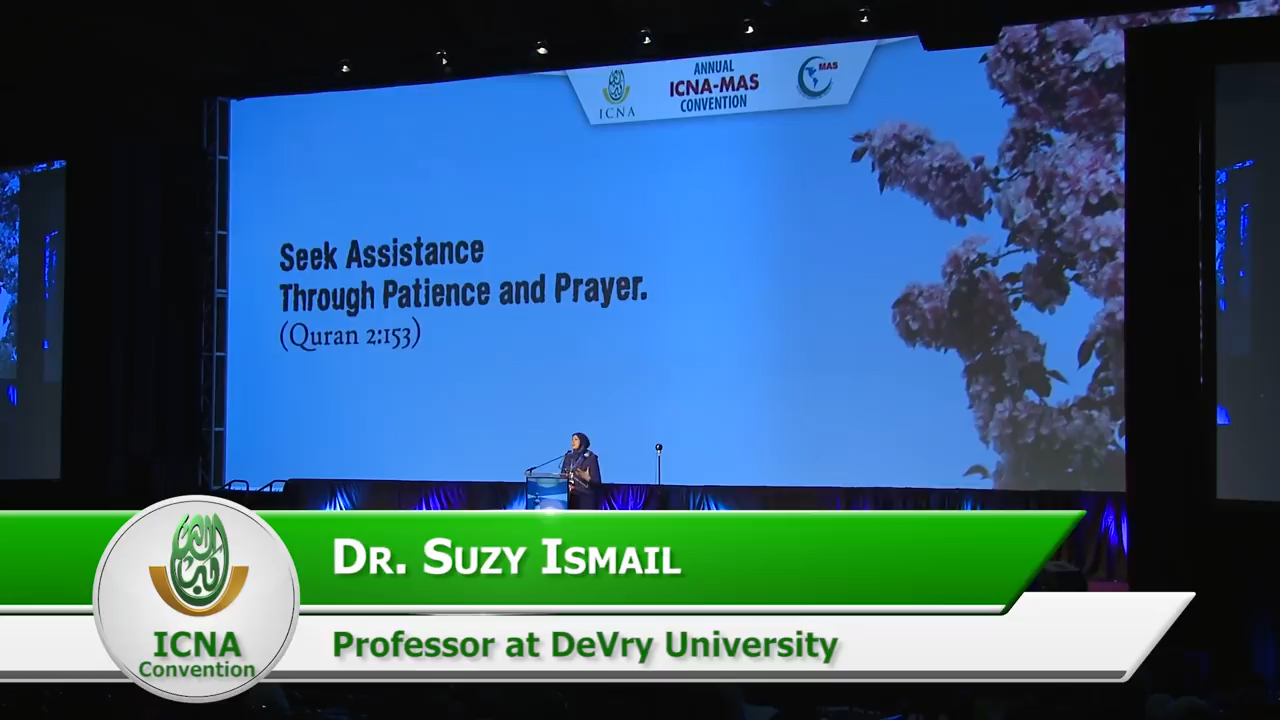 ICNA
ANNUAL
ICNA-MAS
CONVENTION
MAS
Seek Assistance
Through Patience and Prayer.
(Quran 2:153)
DR. SUZY ISMAIL
Professor at DeVry University
ICNA
Convention